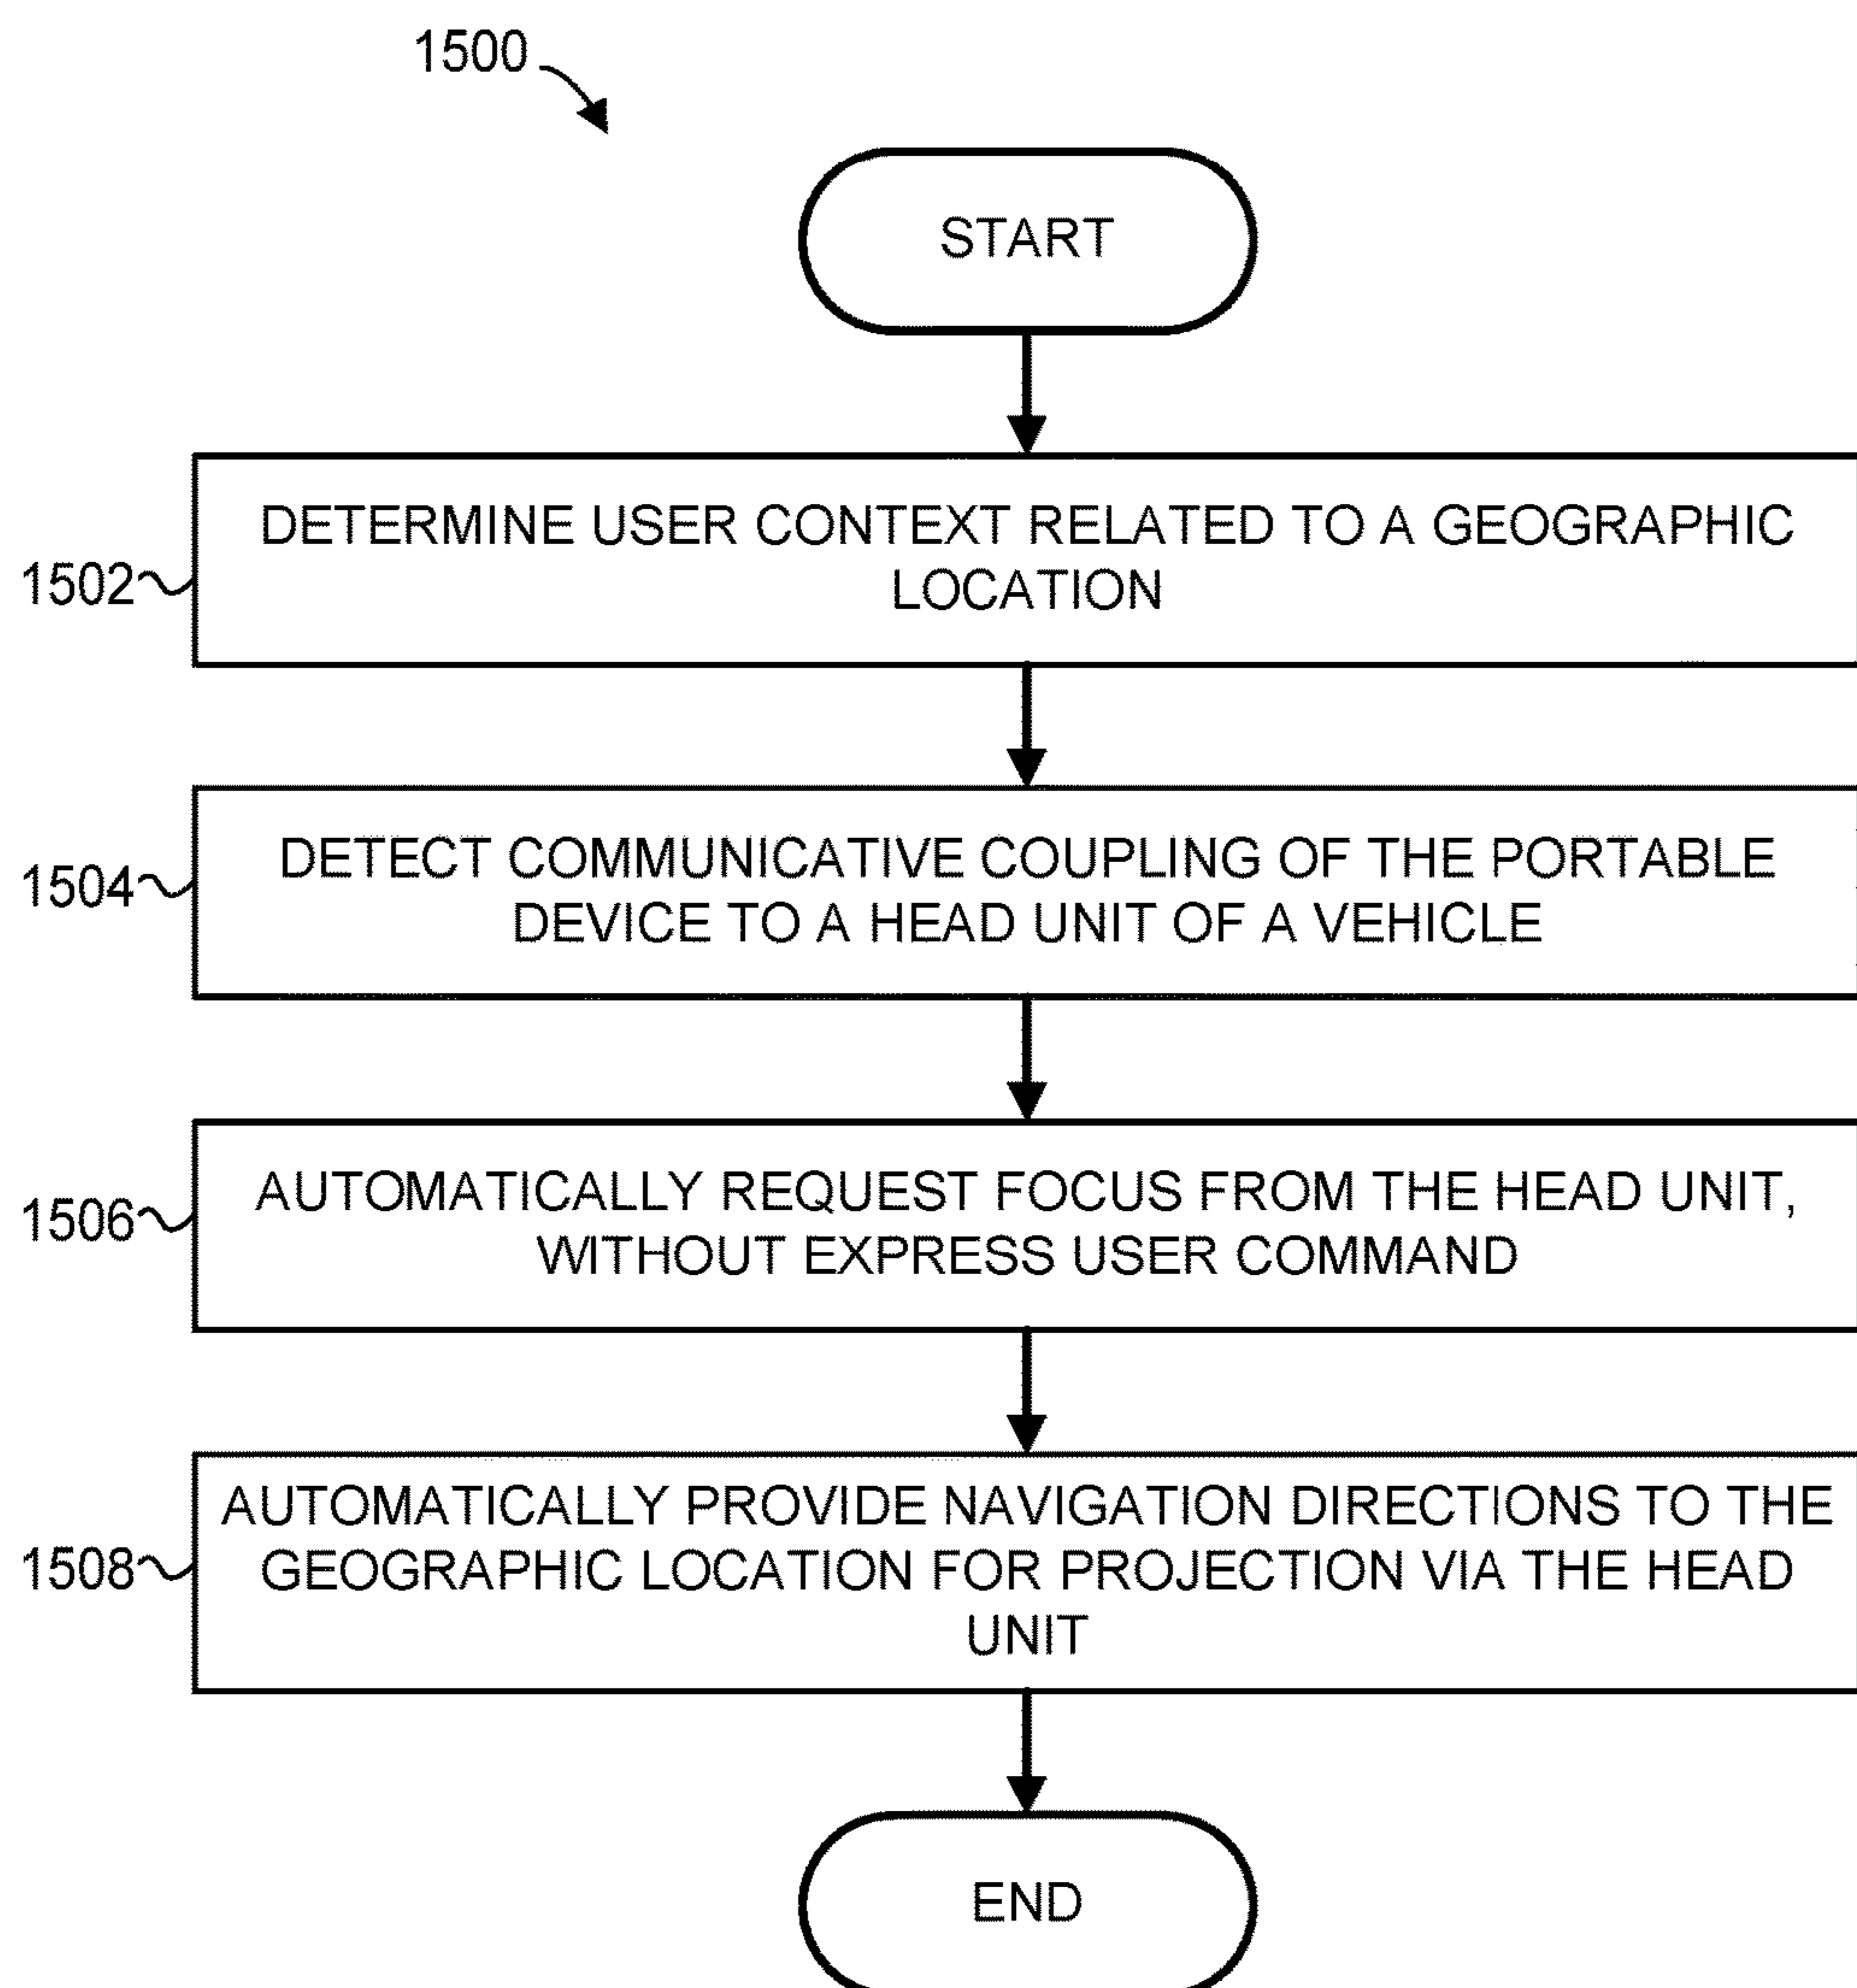 1500
START
DETERMINE USER CONTEXT RELATED TO A GEOGRAPHIC
LOCATION
1502
DETECT COMMUNICATIVE COUPLING OF THE PORTABLE
DEVICE TO A HEAD UNIT OF A VEHICLE
1504
AUTOMATICALLY REQUEST FOCUS FROM THE HEAD UNIT,
WITHOUT EXPRESS USER COMMAND
1506
AUTOMATICALLY PROVIDE NAVIGATION DIRECTIONS TO THE
GEOGRAPHIC LOCATION FOR PROJECTION VIA THE HEAD
UNIT
1508
END